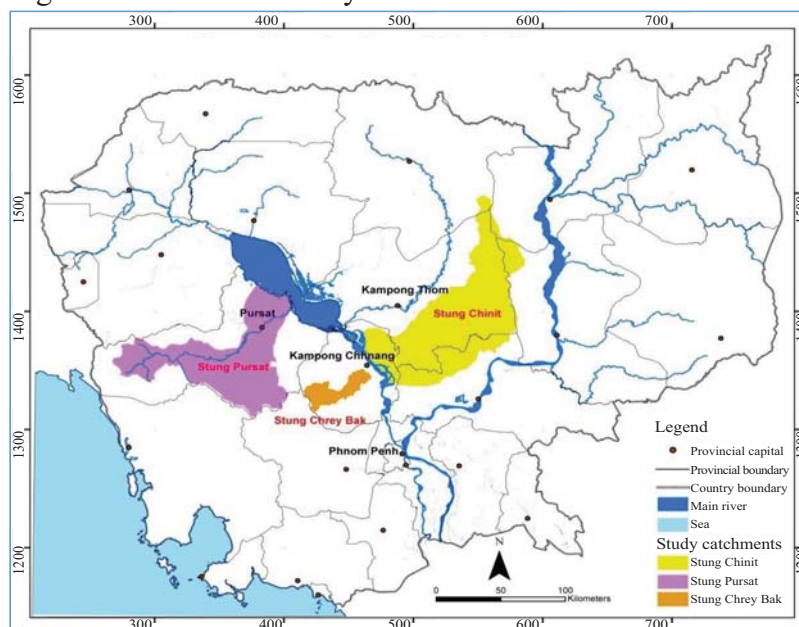 300 400 500 600 700
1600
1500
1400
1300
1200
1600
Kampong Thom
Stung Chinit
Pursat
Kampong Chhnang
Stung Pursat
Stung Chrey Bak
Phnom Penh
Legend
Provincial capital
Provincial boundary
Country boundary
Main river
Sea
Study catchments
Stung Chinit
Stung Pursat
Stung Chrey Bak
N
0 50 100
Kilometers
300 400 500 600 700